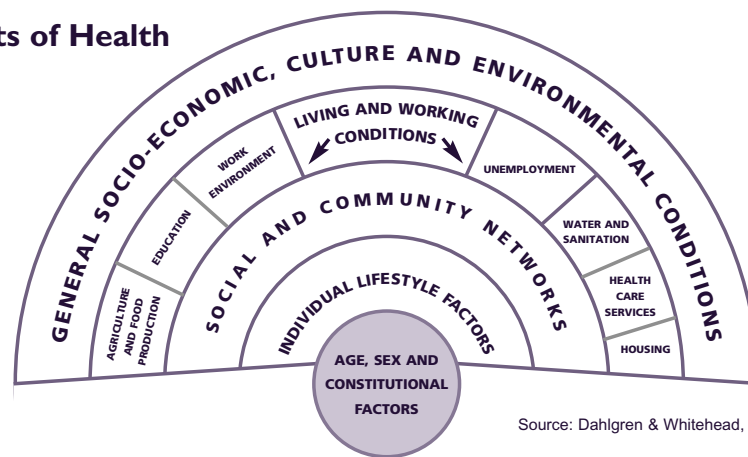 ts of Health
GENERAL SOCIO-ECONOMIC, CULTURE AND ENVIRONMENTAL CONDITIONS
LIVING AND WORKING
CONDITIONS
AGRICULTURE
AND FOOD
PRODUCTION
EDUCATION
WORK
ENVIRONMENT
UNEMPLOYMENT
WATER AND
SANITATION
HEALTH
CARE
SERVICES
HOUSING
SOCIAL AND COMMUNITY NETWORKS
INDIVIDUAL LIFESTYLE FACTORS
AGE, SEX AND
CONSTITUTIONAL
FACTORS
Source: Dahlgren & Whitehead,